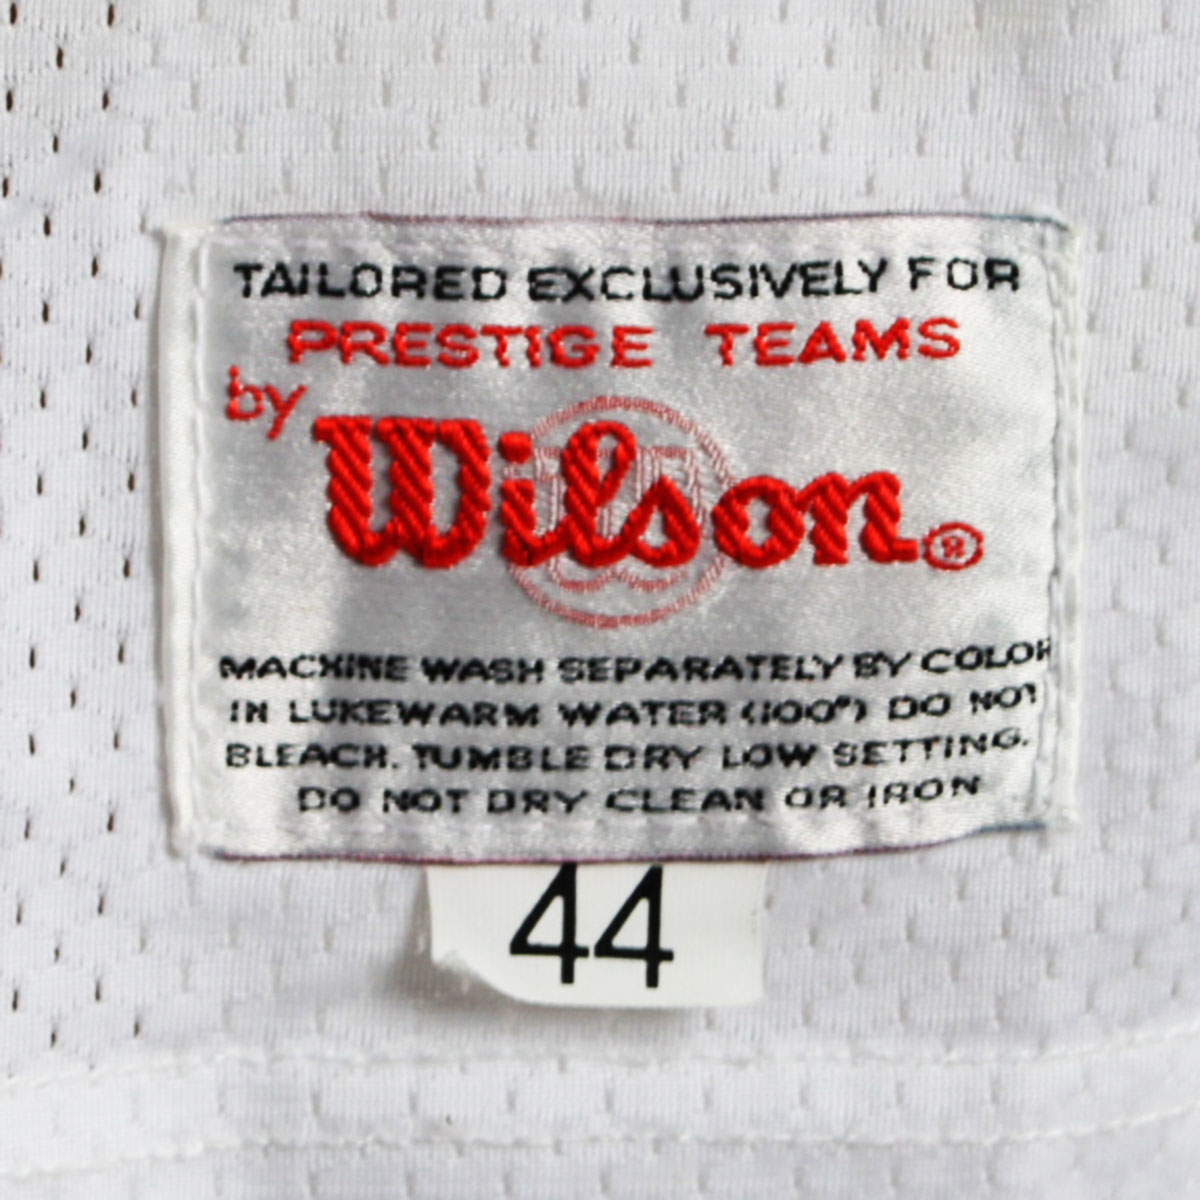 TAILORED EXCLUSIVELY FOR
PRESTIGE TEAMS
by
Wilson®
MACHINE WASH SEPARATELY BY COLOR
IN LUKEWARM WATER (100°) DO NOT
BLEACH. TUMBLE DRY LOW SETTING.
DO NOT DRY CLEAN OR IRON
44